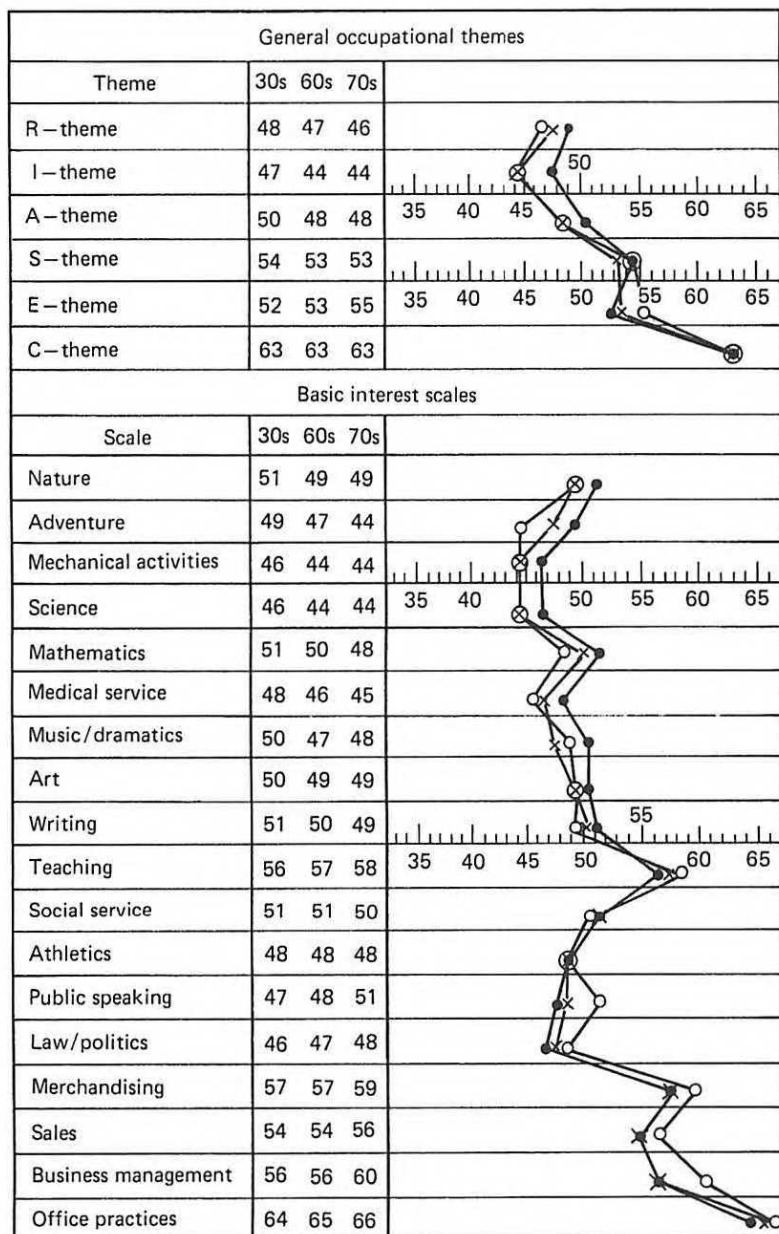 General occupational themes
Theme 30s 60s 70s
R–theme 48 47 46
I–theme 47 44 44
50
35 40 45 55 60 65
A–theme 50 48 48
S–theme 54 53 53
35 40 45 50 55 60 65
E–theme 52 53 55
C–theme 63 63 63
Basic interest scales
Scale 30s 60s 70s
Nature 51 49 49
Adventure 49 47 44
Mechanical activities 46 44 44
35 40 45 50 55 60 65
Science 46 44 44
Mathematics 51 50 48
Medical service 48 46 45
Music/dramatics 50 47 48
Art 50 49 49
Writing 51 50 49
55
35 40 45 50 60 65
Teaching 56 57 58
Social service 51 51 50
Athletics 48 48 48
Public speaking 47 48 51
Law/politics 46 47 48
Merchandising 57 57 59
Sales 54 54 56
Business management 56 56 60
Office practices 64 65 66